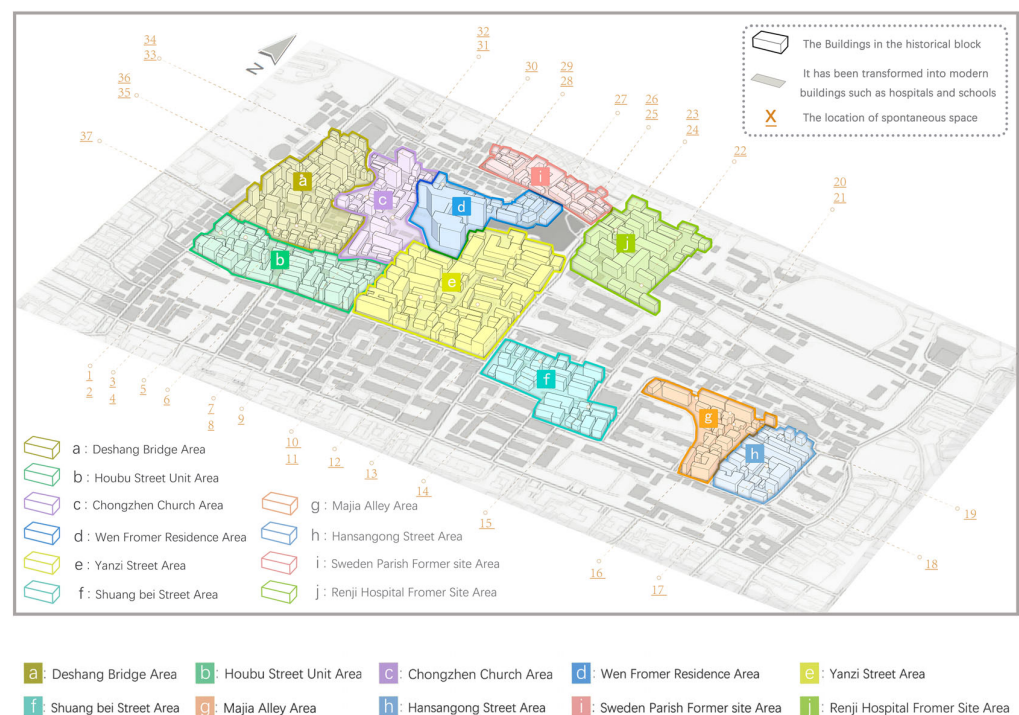 34
33
32
31
36
35
30
29
28
27
26
25
23
24
22
37
20
21
N
The Buildings in the historical block
It has been transformed into modern
buildings such as hospitals and schools
X
The location of spontaneous space
a
b
c
d
e
f
g
h
i
j
1
2
3
4
5
6
7
8
9
10
11
12
13
14
15
16
17
18
19
a : Deshang Bridge Area
b : Houbu Street Unit Area
c : Chongzhen Church Area
d : Wen Fromer Residence Area
e : Yanzi Street Area
f : Shuang bei Street Area
g : Majia Alley Area
h : Hansangong Street Area
i : Sweden Parish Former site Area
j : Renji Hospital Fromer Site Area
a : Deshang Bridge Area
b : Houbu Street Unit Area
c : Chongzhen Church Area
d : Wen Fromer Residence Area
e : Yanzi Street Area
f : Shuang bei Street Area
g : Majia Alley Area
h : Hansangong Street Area
i : Sweden Parish Former site Area
j : Renji Hospital Fromer Site Area